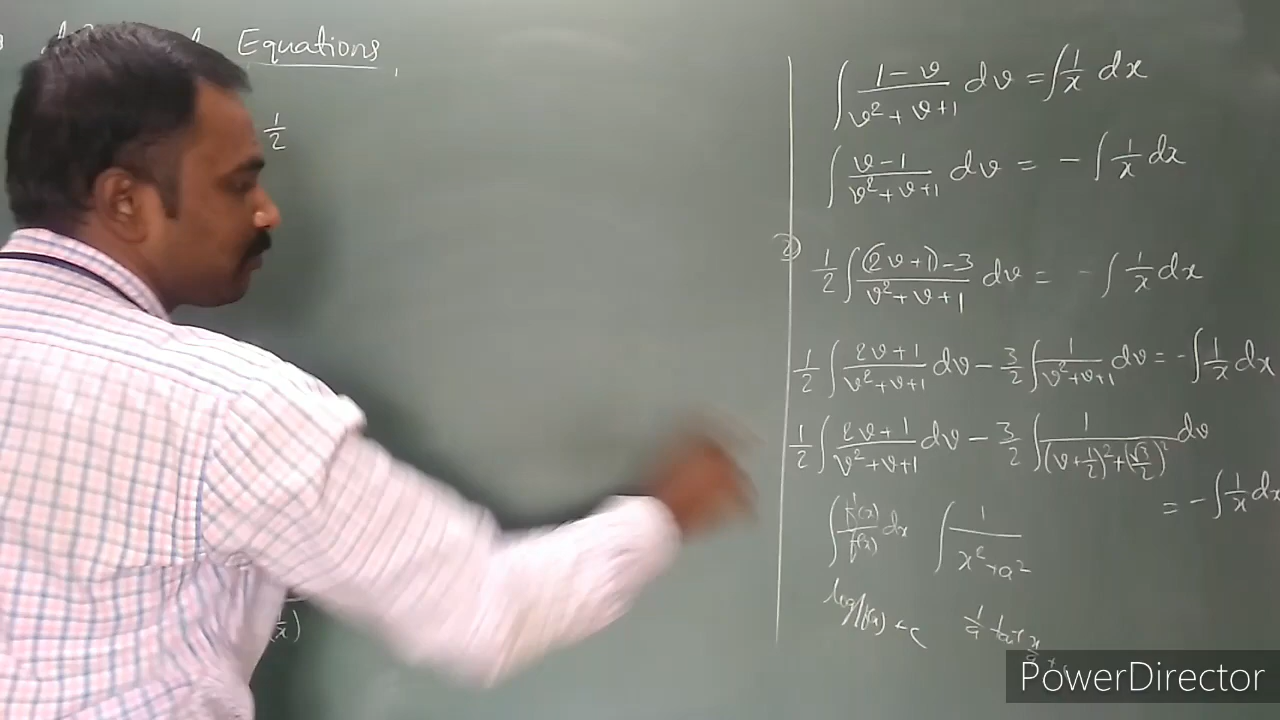 Equations
1/2
∫ (1-v)/(v²+v+1) dv = ∫ 1/x dx
∫ (v-1)/(v²+v+1) dv = - ∫ 1/x dx
1/2 ∫ ((2v+1)-3)/(v²+v+1) dv = - ∫ 1/x dx
1/2 ∫ (2v+1)/(v²+v+1) dv - 3/2 ∫ 1/(v²+v+1) dv = - ∫ 1/x dx
1/2 ∫ (2v+1)/(v²+v+1) dv - 3/2 ∫ 1/((v+1/2)²+(√3/2)²) dv
= - ∫ 1/x dx
∫ f'(x)/f(x) dx ∫ 1/(x²+a²)
log f(x) + c 1/a tan⁻¹ x/a +
PowerDirector